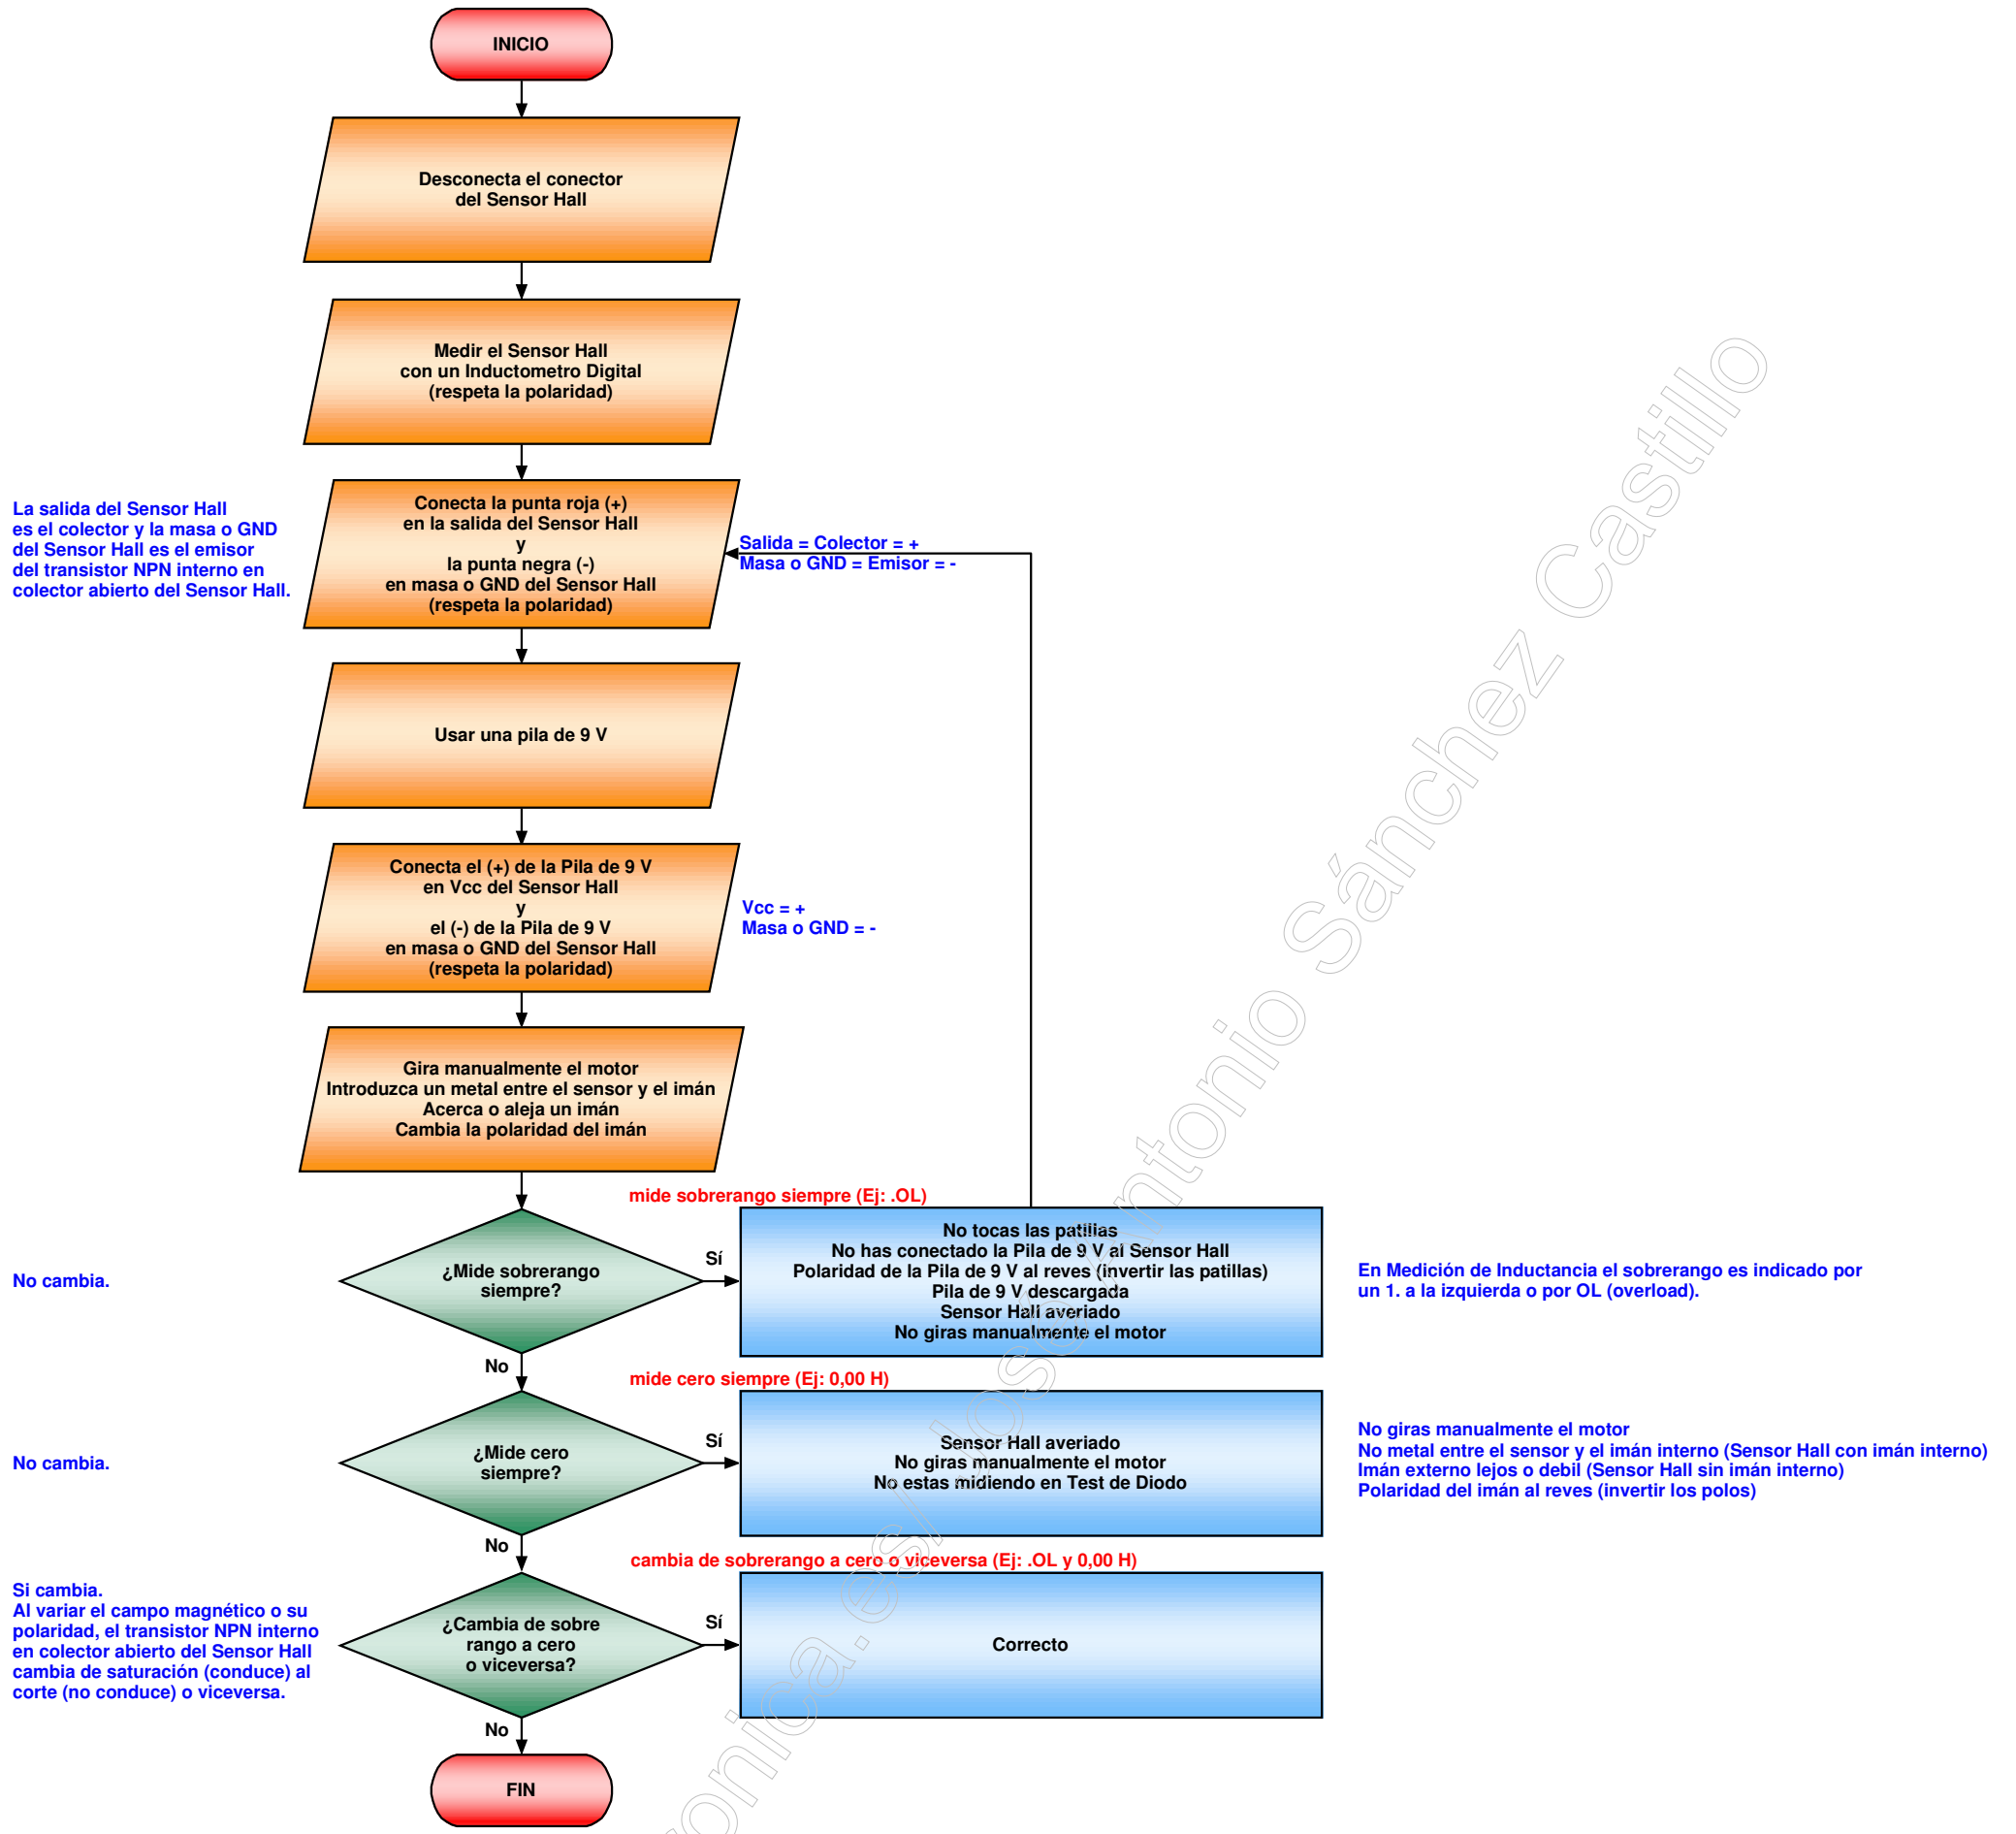 INICIO
Desconecta el conector
del Sensor Hall
Medir el Sensor Hall
con un Inductometro Digital
(respeta la polaridad)
La salida del Sensor Hall
es el colector y la masa o GND
del Sensor Hall es el emisor
del transistor NPN interno en
colector abierto del Sensor Hall.
Conecta la punta roja (+)
en la salida del Sensor Hall
y
la punta negra (-)
en masa o GND del Sensor Hall
(respeta la polaridad)
Salida = Colector = +
Masa o GND = Emisor = -
Usar una pila de 9 V
Conecta el (+) de la Pila de 9 V
en Vcc del Sensor Hall
y
el (-) de la Pila de 9 V
en masa o GND del Sensor Hall
(respeta la polaridad)
Vcc = +
Masa o GND = -
Gira manualmente el motor
Introduzca un metal entre el sensor y el imán
Acerca o aleja un imán
Cambia la polaridad del imán
mide sobrerango siempre (Ej: .OL)
No cambia.
¿Mide sobrerango
siempre?
Sí
No tocas las patillas
No has conectado la Pila de 9 V al Sensor Hall
Polaridad de la Pila de 9 V al reves (invertir las patillas)
Pila de 9 V descargada
Sensor Hall averiado
No giras manualmente el motor
En Medición de Inductancia el sobrerango es indicado por
un 1. a la izquierda o por OL (overload).
No
mide cero siempre (Ej: 0,00 H)
No cambia.
¿Mide cero
siempre?
Sí
Sensor Hall averiado
No giras manualmente el motor
No estas midiendo en Test de Diodo
No giras manualmente el motor
No metal entre el sensor y el imán interno (Sensor Hall con imán interno)
Imán externo lejos o debil (Sensor Hall sin imán interno)
Polaridad del imán al reves (invertir los polos)
No
cambia de sobrerango a cero o viceversa (Ej: .OL y 0,00 H)
Si cambia.
Al variar el campo magnético o su
polaridad, el transistor NPN interno
en colector abierto del Sensor Hall
cambia de saturación (conduce) al
corte (no conduce) o viceversa.
¿Cambia de sobre
rango a cero
o viceversa?
Sí
Correcto
No
FIN
onica.es/ José Antonio Sánchez Castillo